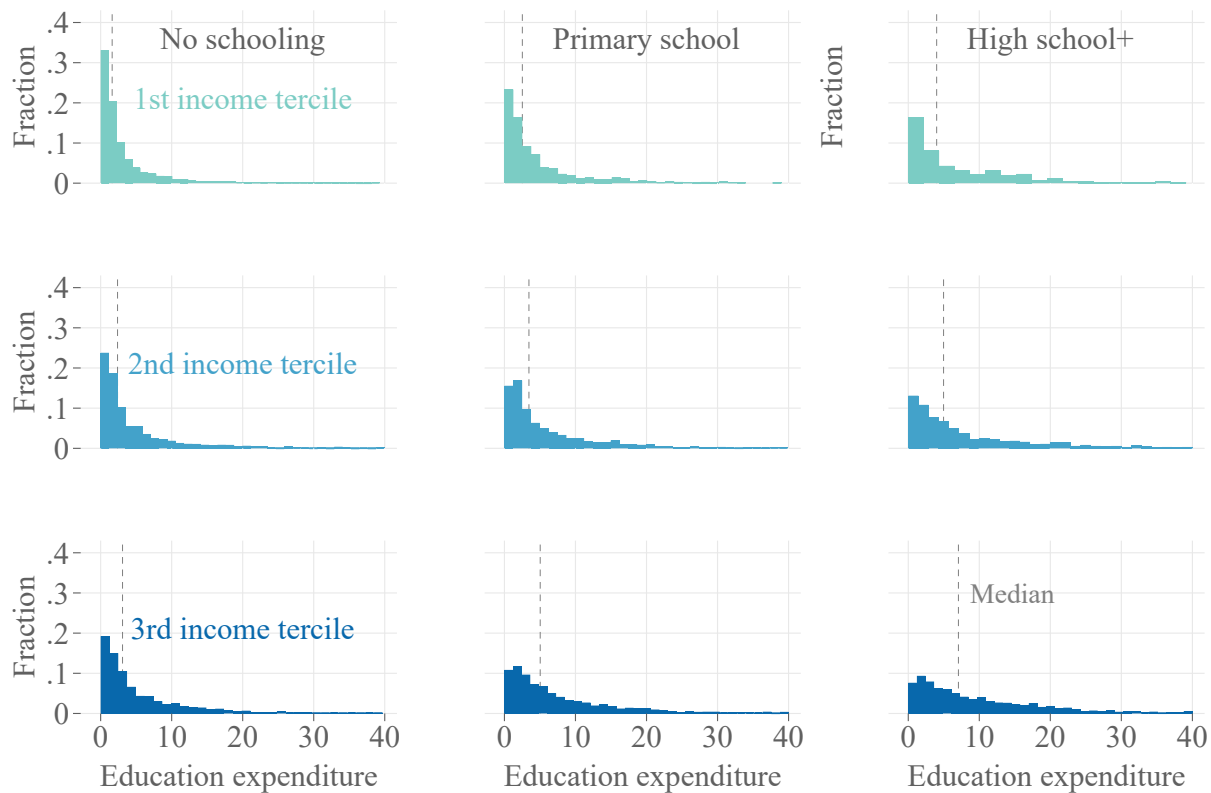 No schooling
Primary school
High school+
1st income tercile
Fraction
.4
.3
.2
.1
0
Fraction
2nd income tercile
Fraction
.4
.3
.2
.1
0
3rd income tercile
Median
Fraction
.4
.3
.2
.1
0
0 10 20 30 40
0 10 20 30 40
0 10 20 30 40
Education expenditure
Education expenditure
Education expenditure